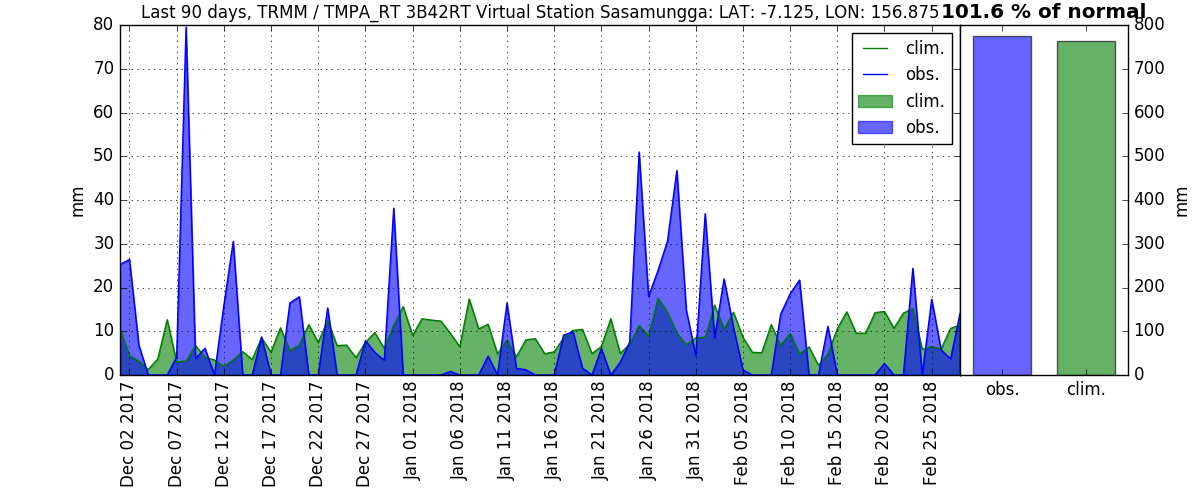 Last 90 days, TRMM / TMPA_RT 3B42RT Virtual Station Sasamungga: LAT: -7.125, LON: 156.875
101.6 % of normal
80
70
60
50
40
30
20
10
0
mm
clim.
obs.
clim.
obs.
Dec 02 2017
Dec 07 2017
Dec 12 2017
Dec 17 2017
Dec 22 2017
Dec 27 2017
Jan 01 2018
Jan 06 2018
Jan 11 2018
Jan 16 2018
Jan 21 2018
Jan 26 2018
Jan 31 2018
Feb 05 2018
Feb 10 2018
Feb 15 2018
Feb 20 2018
Feb 25 2018
800
700
600
500
400
300
200
100
0
mm
obs.
clim.